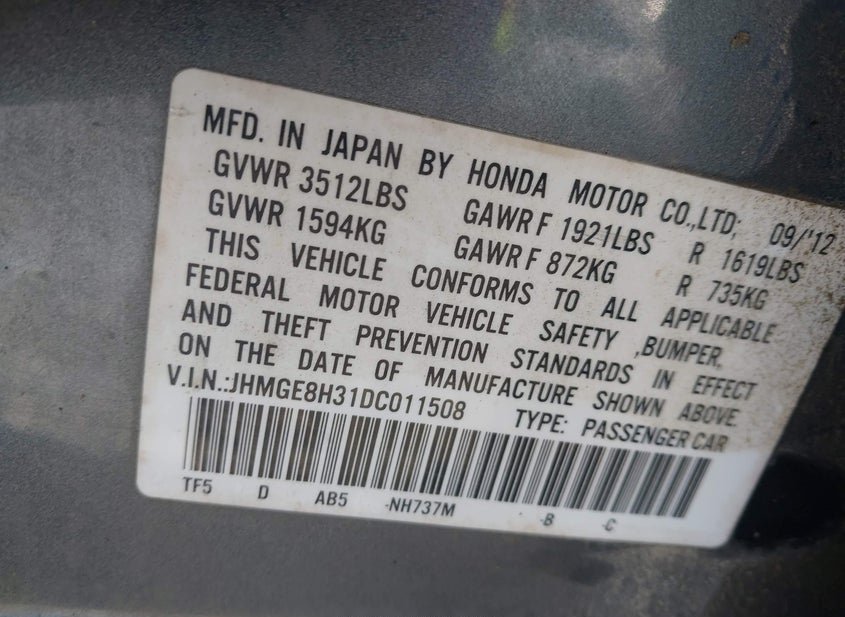 MFD. IN JAPAN BY HONDA MOTOR CO.,LTD; 09/'12
GVWR 3512LBS GAWR F 1921LBS R 1619LBS
GVWR 1594KG GAWR F 872KG R 735KG
THIS VEHICLE CONFORMS TO ALL APPLICABLE
FEDERAL MOTOR VEHICLE SAFETY ,BUMPER,
AND THEFT PREVENTION STANDARDS IN EFFECT
ON THE DATE OF MANUFACTURE SHOWN ABOVE
V.I.N.:JHMGE8H31DC011508 TYPE: PASSENGER CAR
TF5 D AB5 -NH737M -B -C